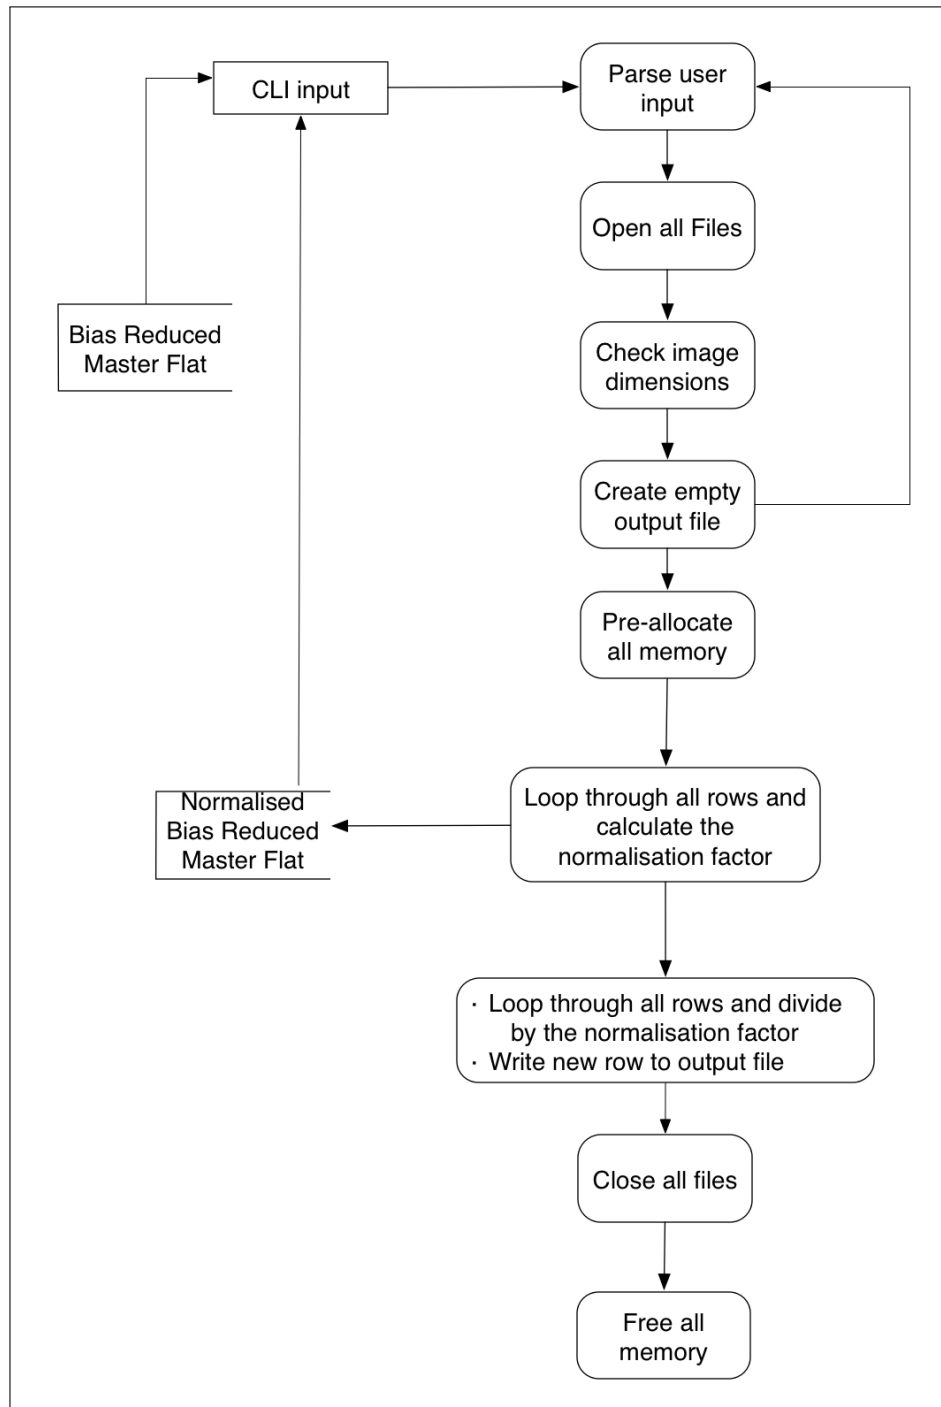 CLI input
Parse user
input
Open all Files
Bias Reduced
Master Flat
Check image
dimensions
Create empty
output file
Pre-allocate
all memory
Normalised
Bias Reduced
Master Flat
Loop through all rows and
calculate the
normalisation factor
· Loop through all rows and divide
by the normalisation factor
· Write new row to output file
Close all files
Free all
memory